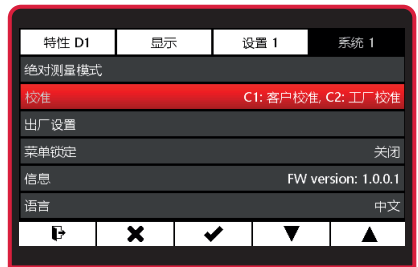 特性 D1 显示 设置 1 系统 1
绝对测量模式
校准 C1: 客户校准, C2: 工厂校准
出厂设置
菜单锁定 关闭
信息 FW version: 1.0.0.1
语言 中文